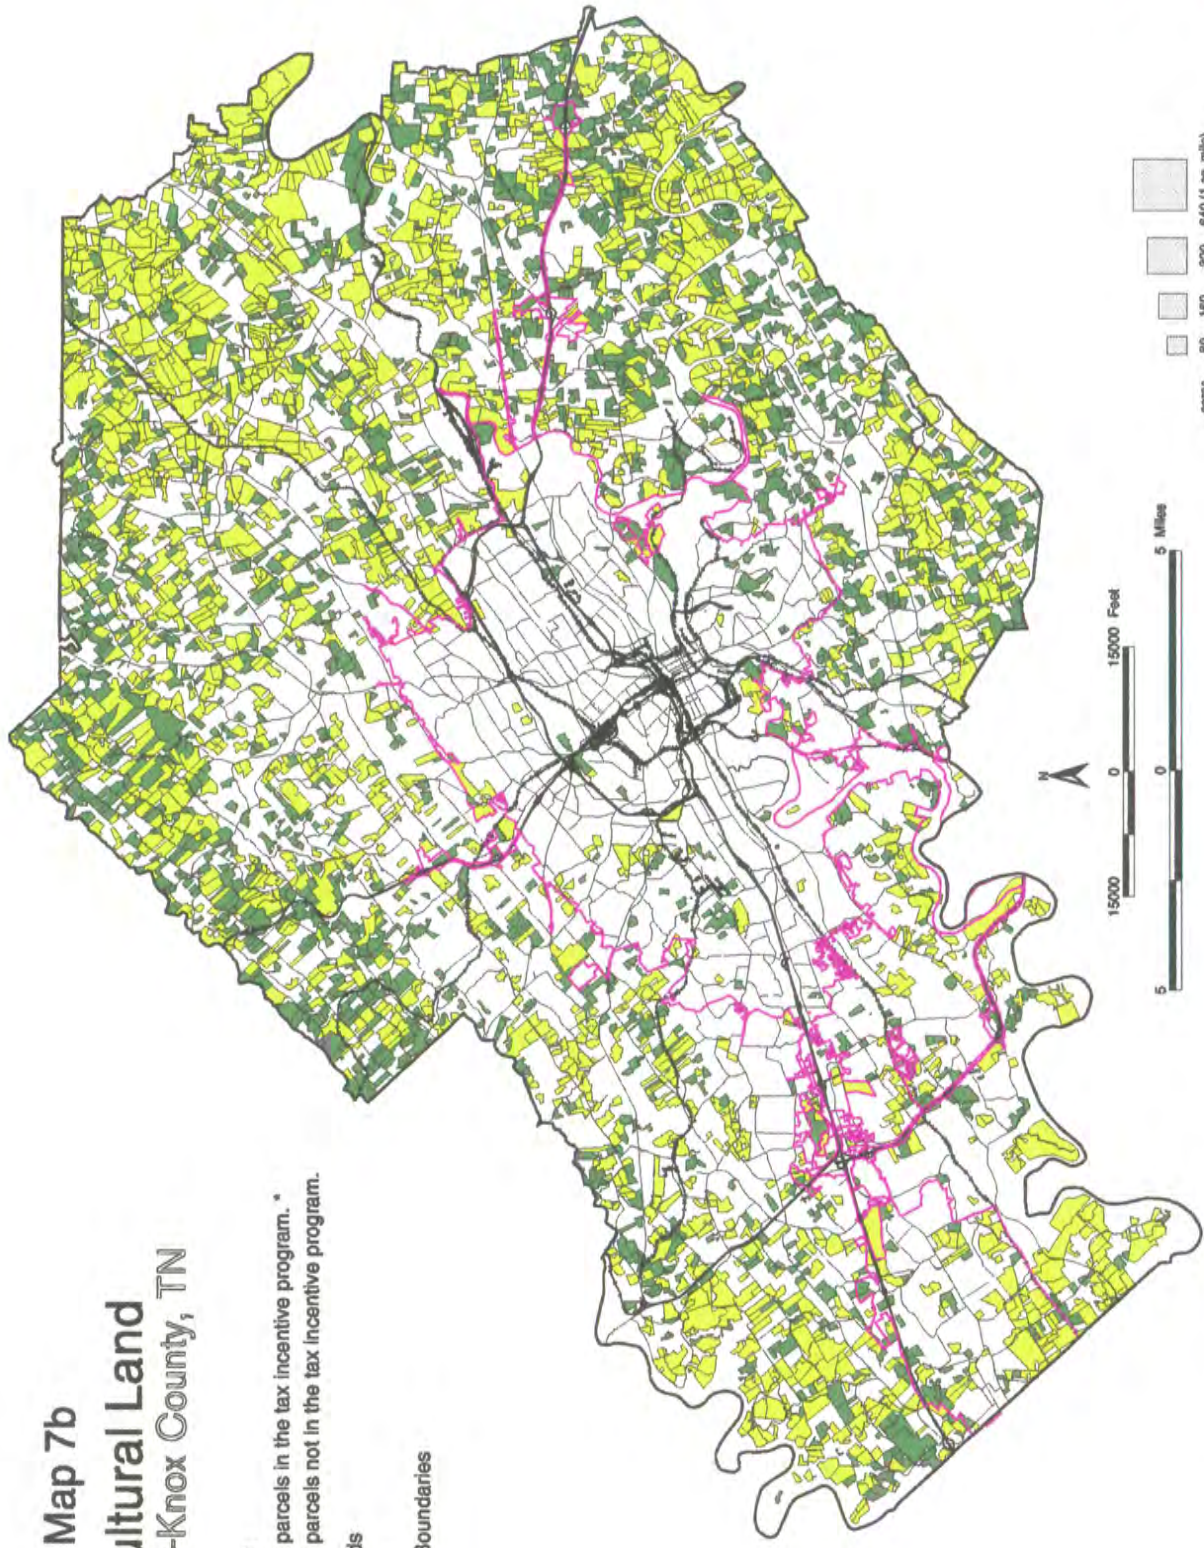 Map 7b
ultural Land
-Knox County, TN
parcels in the tax incentive program. *
parcels not in the tax incentive program.
ds
Boundaries
N
15000 0 15000 Feet
5 0 5 Miles